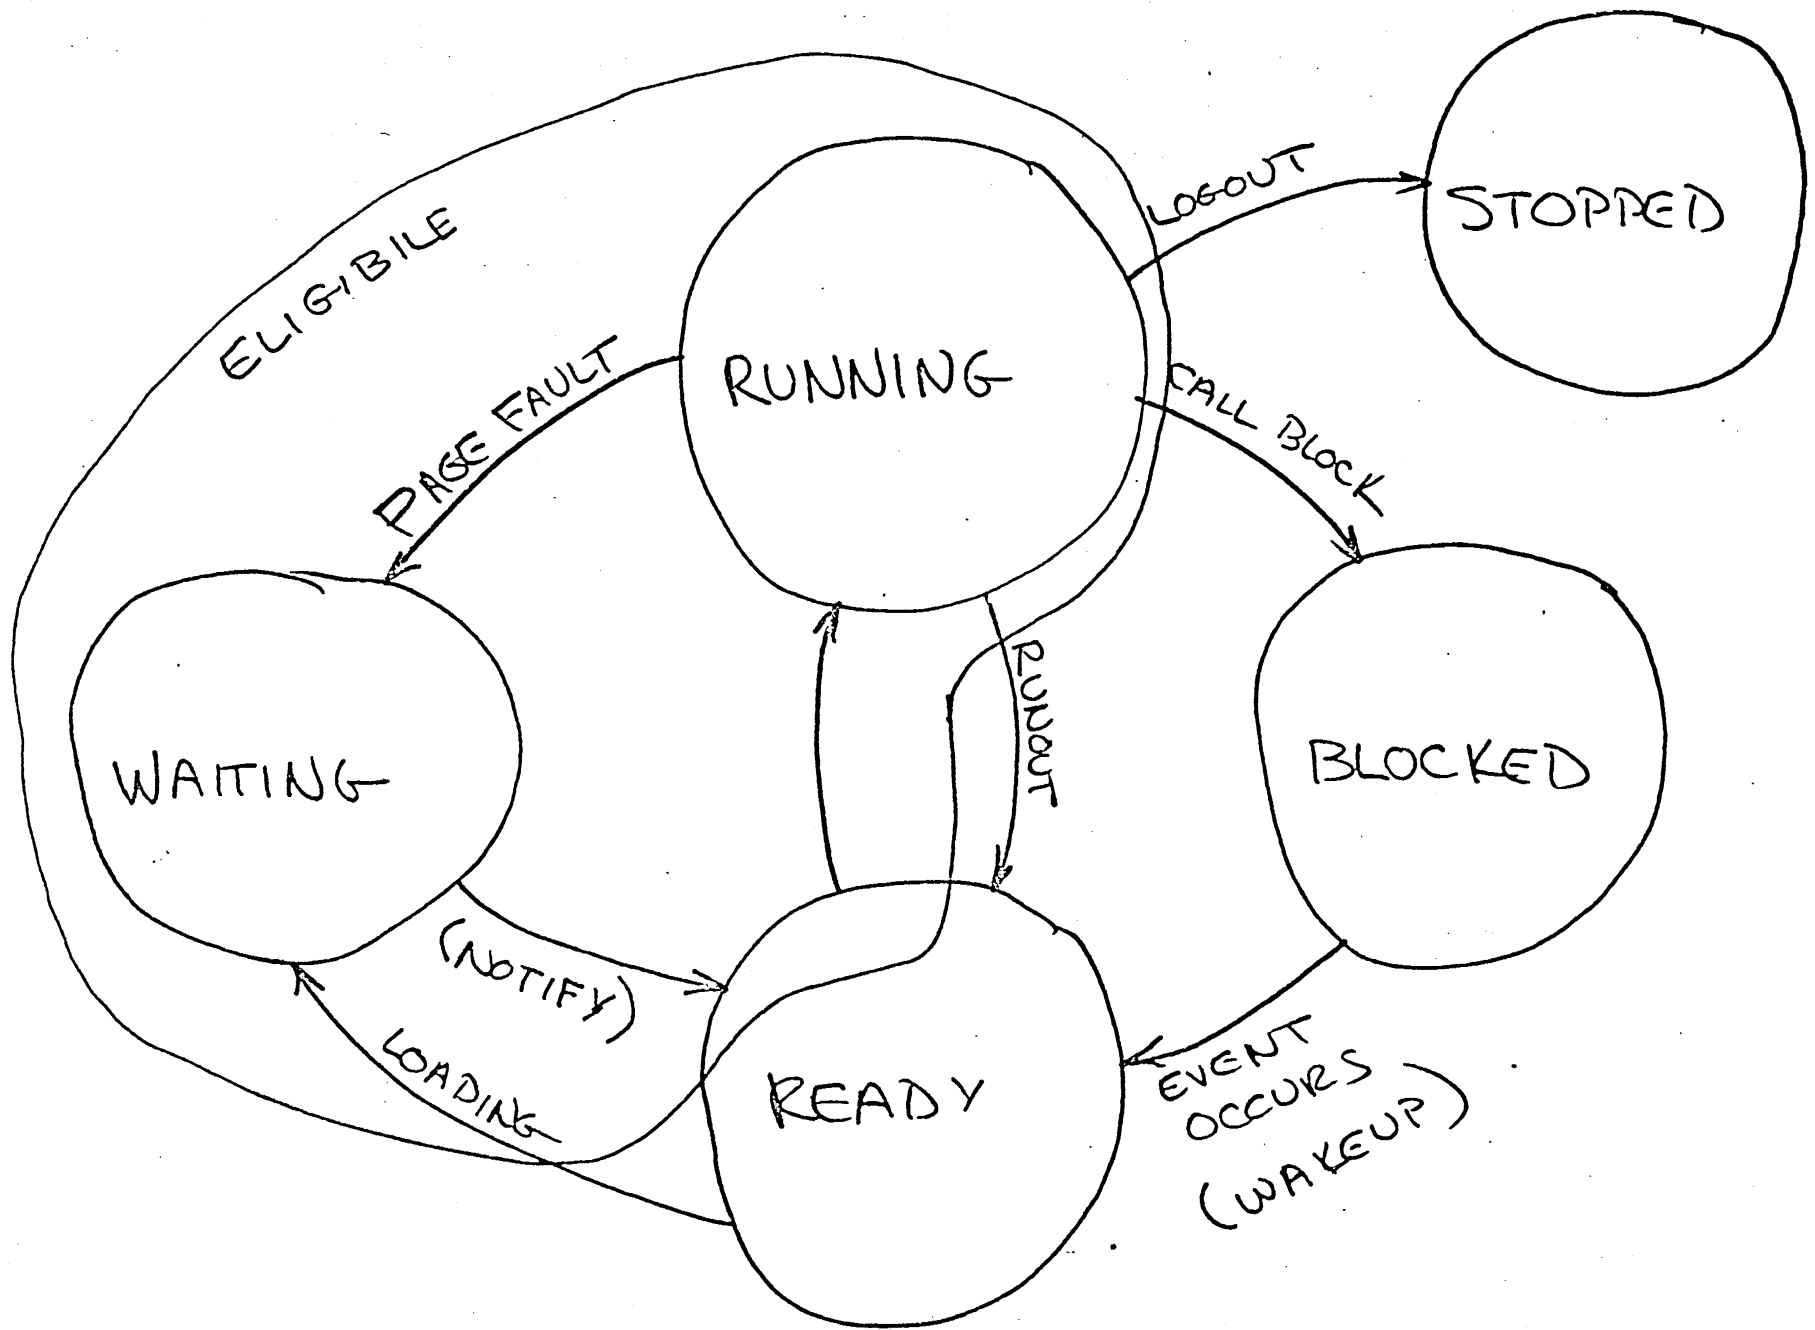 LOGOUT
STOPPED
ELIGIBILE
RUNNING
PAGE FAULT
CALL BLOCK
RUNOUT
WAITING
BLOCKED
(NOTIFY)
LOADING
READY
EVENT
OCCURS
(WAKEUP)